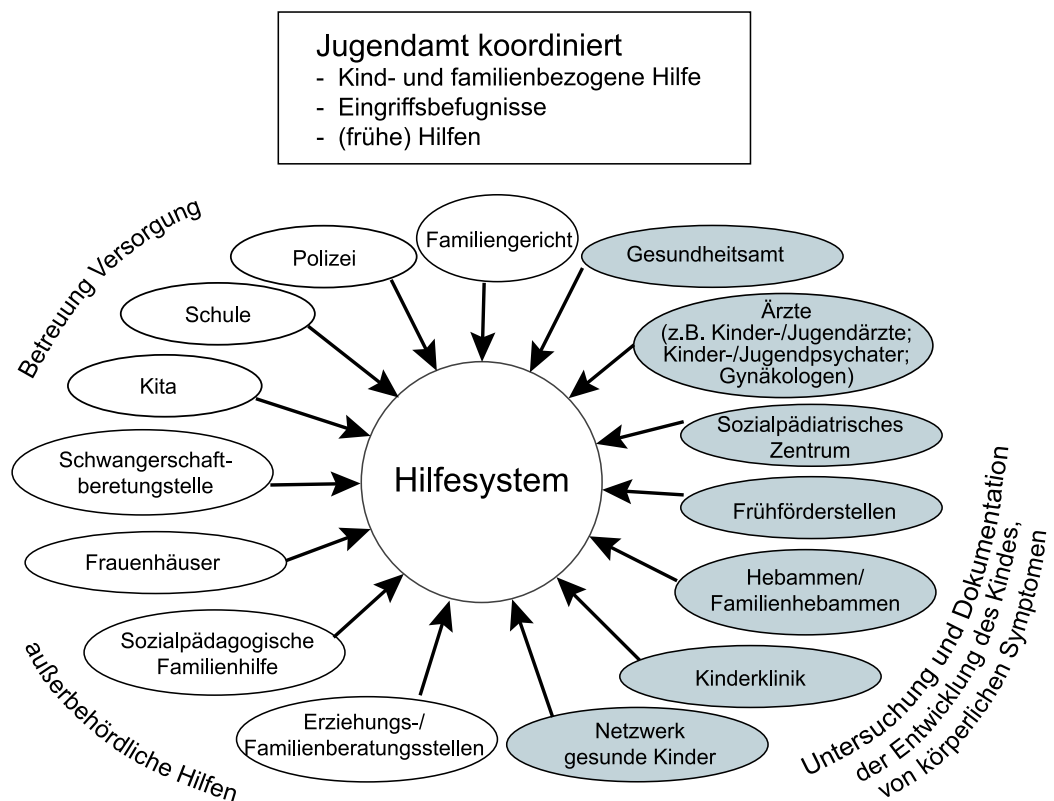 Jugendamt koordiniert
- Kind- und familienbezogene Hilfe
- Eingriffsbefugnisse
- (frühe) Hilfen
Betreuung Versorgung
Familiengericht
Polizei
Gesundheitsamt
Schule
Ärzte
(z.B. Kinder-/Jugendärzte;
Kinder-/Jugendpsychater;
Gynäkologen)
Kita
Sozialpädiatrisches
Zentrum
Schwangerschaft-
beretungstelle
Hilfesystem
Frühförderstellen
Frauenhäuser
Hebammen/
Familienhebammen
Sozialpädagogische
Familienhilfe
Kinderklinik
Erziehungs-/
Familienberatungsstellen
Netzwerk
gesunde Kinder
außerbehördliche Hilfen
Untersuchung und Dokumentation
der Entwicklung des Kindes,
von körperlichen Symptomen